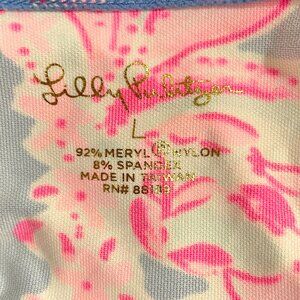 Lilly Pulitzer
L
92% MERYL® NYLON
8% SPANDEX
MADE IN TAIWAN
RN#